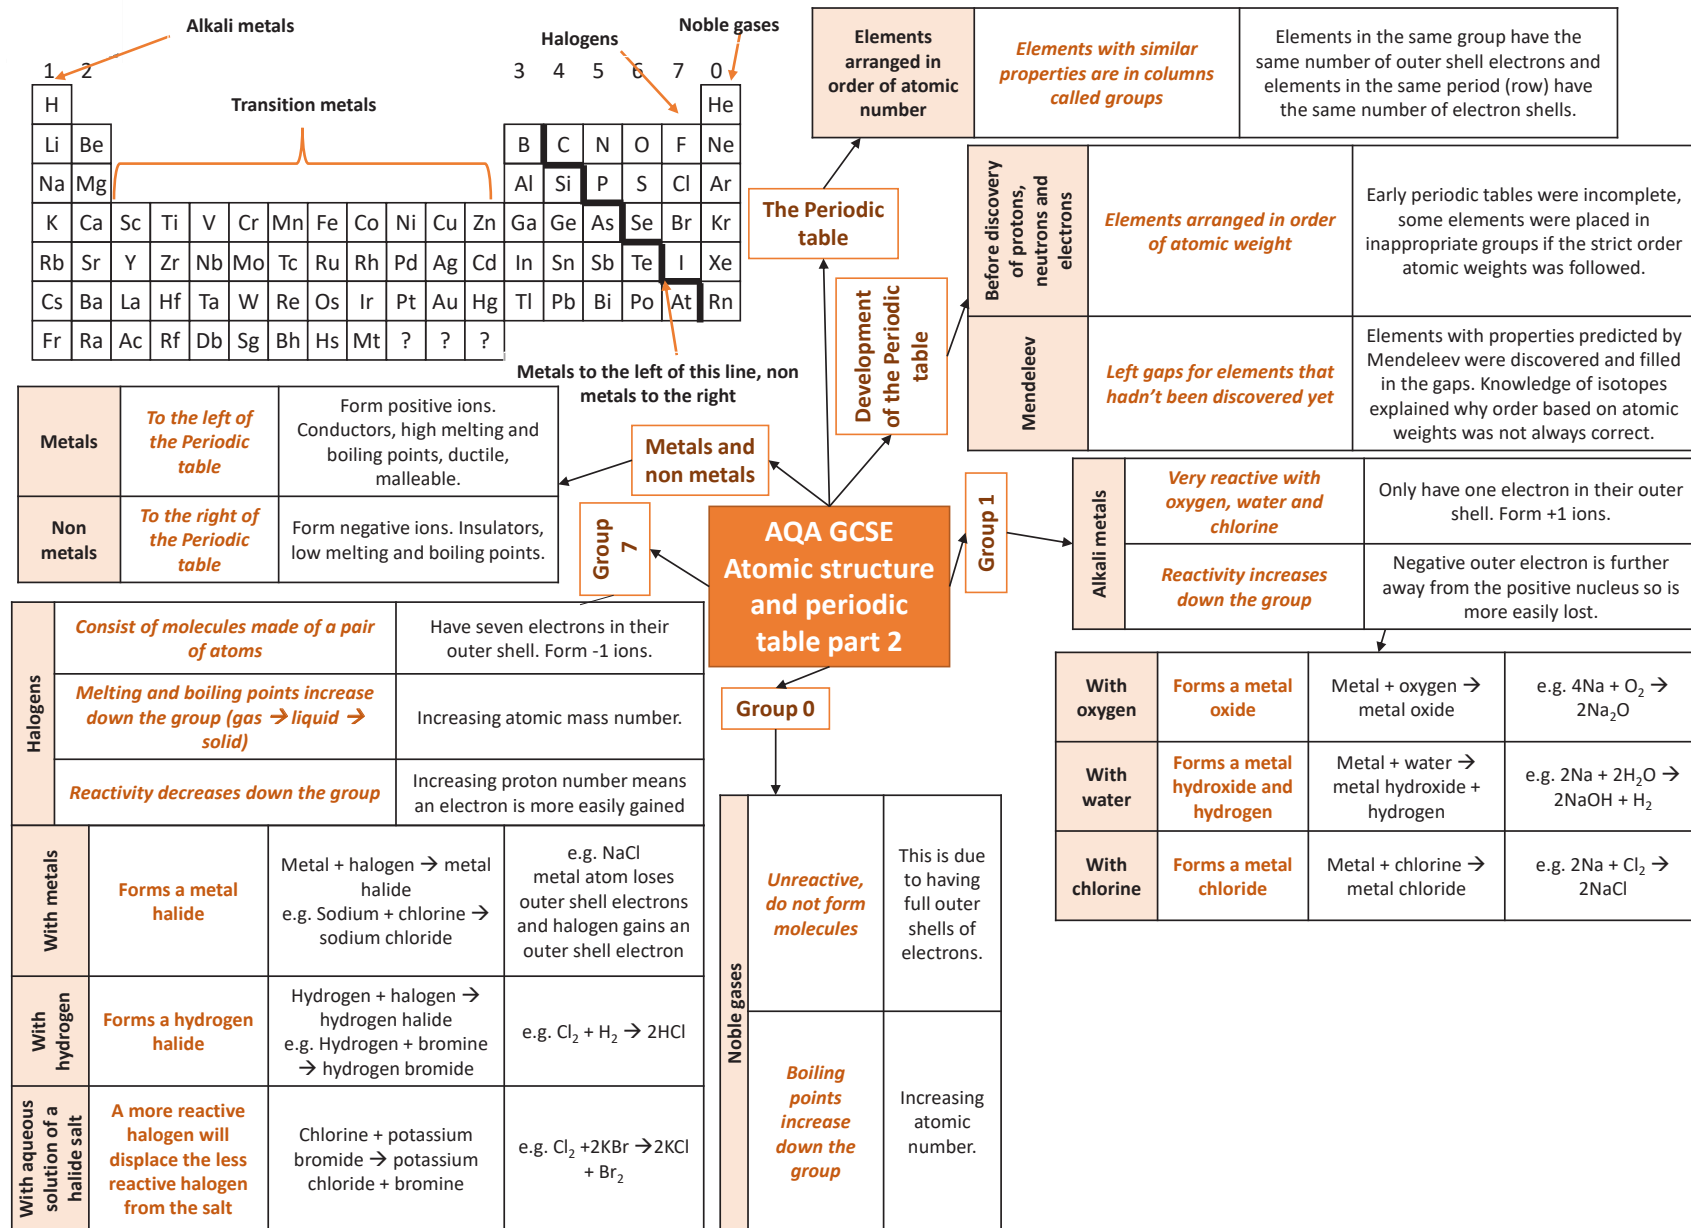 Alkali metals
Noble gases
Halogens
1 2 3 4 5 6 7 0
Transition metals
H He
Li Be B C N O F Ne
Na Mg Al Si P S Cl Ar
K Ca Sc Ti V Cr Mn Fe Co Ni Cu Zn Ga Ge As Se Br Kr
Rb Sr Y Zr Nb Mo Tc Ru Rh Pd Ag Cd In Sn Sb Te I Xe
Cs Ba La Hf Ta W Re Os Ir Pt Au Hg Tl Pb Bi Po At Rn
Fr Ra Ac Rf Db Sg Bh Hs Mt ? ? ?
Metals to the left of this line, non
metals to the right
Elements
arranged in
order of atomic
number
Elements with similar
properties are in columns
called groups
Elements in the same group have the
same number of outer shell electrons and
elements in the same period (row) have
the same number of electron shells.
The Periodic
table
Before discovery
of protons,
neutrons and
electrons
Elements arranged in order
of atomic weight
Early periodic tables were incomplete,
some elements were placed in
inappropriate groups if the strict order
atomic weights was followed.
Mendeleev
Left gaps for elements that
hadn't been discovered yet
Elements with properties predicted by
Mendeleev were discovered and filled
in the gaps. Knowledge of isotopes
explained why order based on atomic
weights was not always correct.
Development
of the Periodic
table
Metals and
non metals
Metals
To the left of
the Periodic
table
Form positive ions.
Conductors, high melting and
boiling points, ductile,
malleable.
Non
metals
To the right of
the Periodic
table
Form negative ions. Insulators,
low melting and boiling points.
AQA GCSE
Atomic structure
and periodic
table part 2
Group 1
Alkali metals
Very reactive with
oxygen, water and
chlorine
Only have one electron in their outer
shell. Form +1 ions.
Reactivity increases
down the group
Negative outer electron is further
away from the positive nucleus so is
more easily lost.
With
oxygen
Forms a metal
oxide
Metal + oxygen →
metal oxide
e.g. 4Na + O₂ →
2Na₂O
With
water
Forms a metal
hydroxide and
hydrogen
Metal + water →
metal hydroxide +
hydrogen
e.g. 2Na + 2H₂O →
2NaOH + H₂
With
chlorine
Forms a metal
chloride
Metal + chlorine →
metal chloride
e.g. 2Na + Cl₂ →
2NaCl
Group
7
Halogens
Consist of molecules made of a pair
of atoms
Have seven electrons in their
outer shell. Form -1 ions.
Melting and boiling points increase
down the group (gas → liquid →
solid)
Increasing atomic mass number.
Reactivity decreases down the group
Increasing proton number means
an electron is more easily gained
With metals
Forms a metal
halide
Metal + halogen → metal
halide
e.g. Sodium + chlorine →
sodium chloride
e.g. NaCl
metal atom loses
outer shell electrons
and halogen gains an
outer shell electron
With
hydrogen
Forms a hydrogen
halide
Hydrogen + halogen →
hydrogen halide
e.g. Hydrogen + bromine
→ hydrogen bromide
e.g. Cl₂ + H₂ → 2HCl
With aqueous
solution of a
halide salt
A more reactive
halogen will
displace the less
reactive halogen
from the salt
Chlorine + potassium
bromide → potassium
chloride + bromine
e.g. Cl₂ +2KBr →2KCl
+ Br₂
Group 0
Noble gases
Unreactive,
do not form
molecules
This is due
to having
full outer
shells of
electrons.
Boiling
points
increase
down the
group
Increasing
atomic
number.